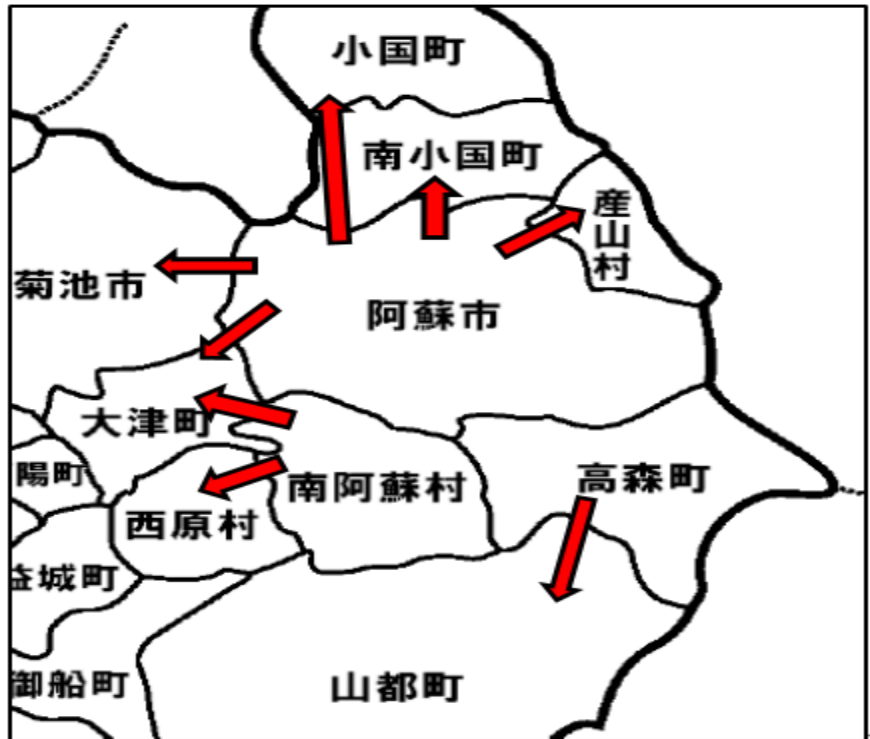 小国町
南小国町
産山村
菊池市
阿蘇市
大津町
陽町
南阿蘇村
高森町
西原村
益城町
御船町
山都町